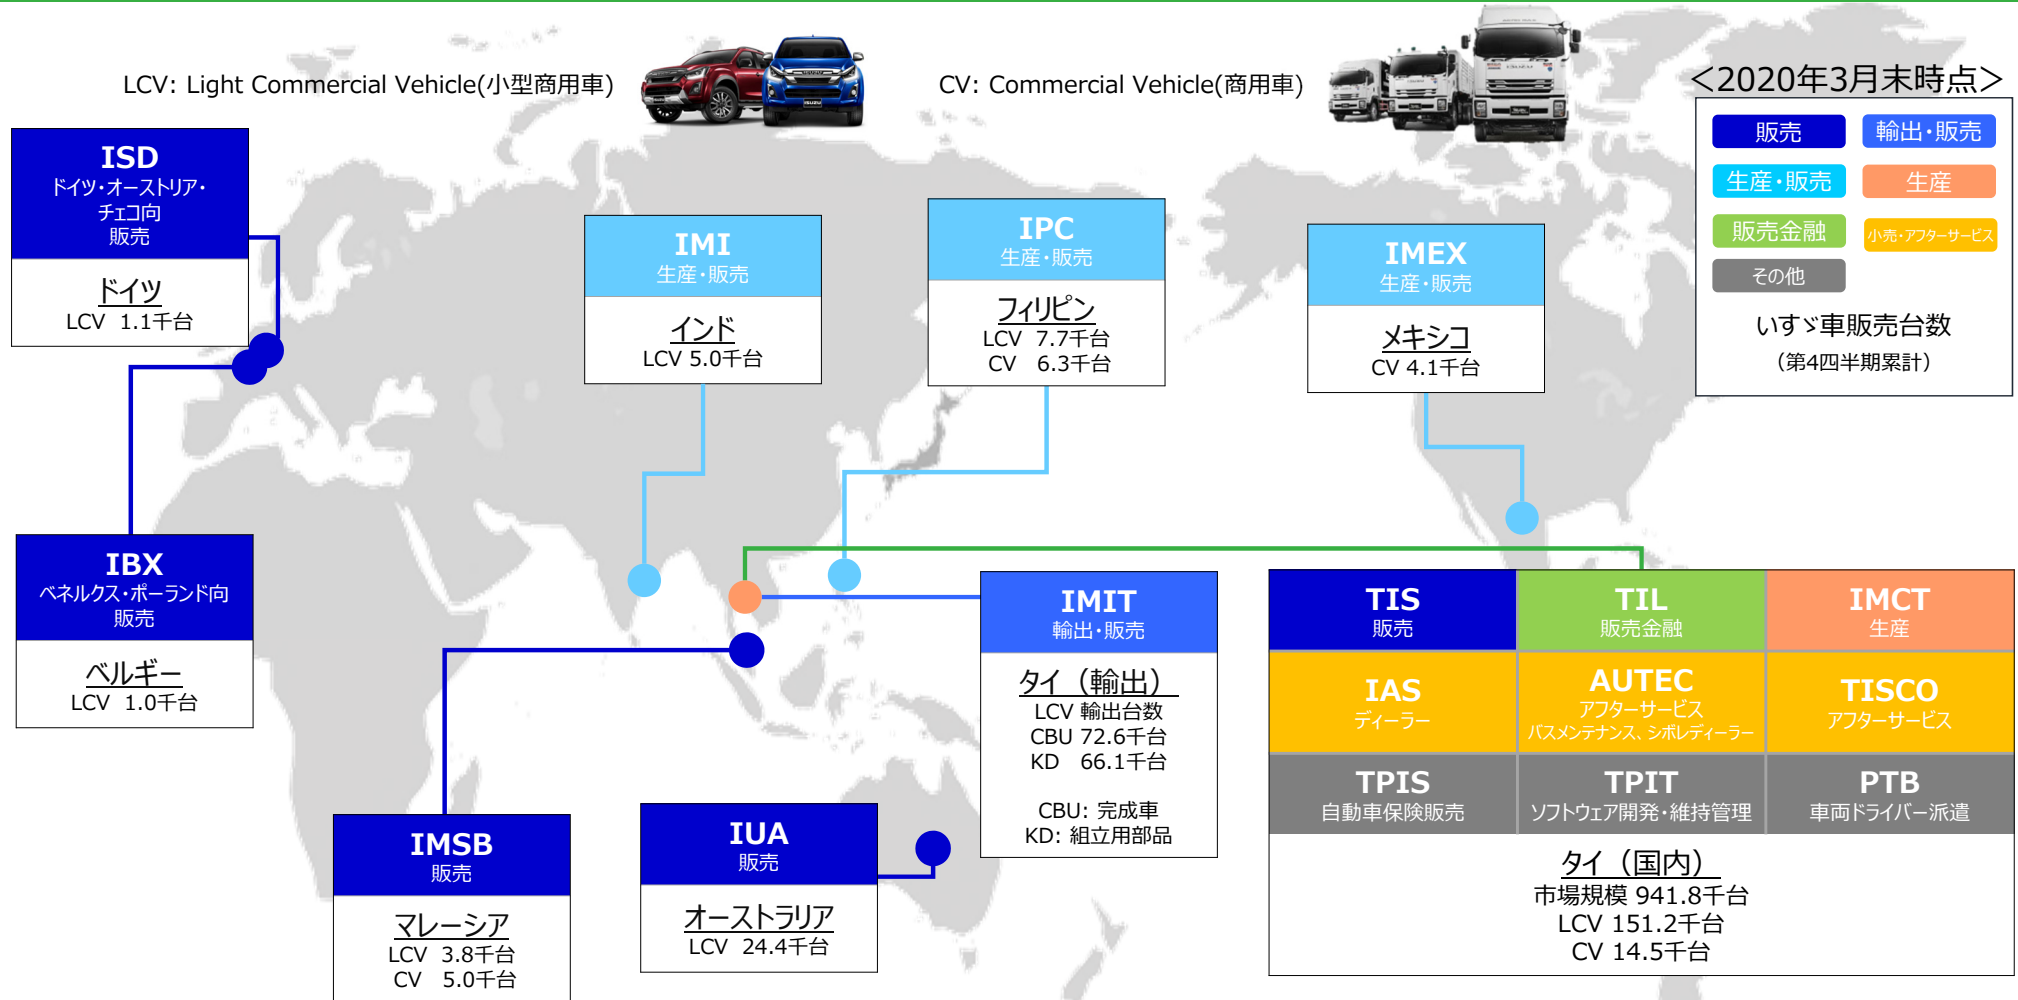 LCV: Light Commercial Vehicle(小型商用車)
CV: Commercial Vehicle(商用車)
<2020年3月末時点>
販売
輸出・販売
生産・販売
生産
販売金融
小売・アフターサービス
その他
いすゞ車販売台数
(第4四半期累計)
ISD
ドイツ・オーストリア・
チェコ向
販売
ドイツ
LCV 1.1千台
IMI
生産・販売
インド
LCV 5.0千台
IPC
生産・販売
フィリピン
LCV 7.7千台
CV 6.3千台
IMEX
生産・販売
メキシコ
CV 4.1千台
IBX
ベネルクス・ポーランド向
販売
ベルギー
LCV 1.0千台
IMSB
販売
マレーシア
LCV 3.8千台
CV 5.0千台
IUA
販売
オーストラリア
LCV 24.4千台
IMIT
輸出・販売
タイ（輸出）
LCV 輸出台数
CBU 72.6千台
KD 66.1千台
CBU: 完成車
KD: 組立用部品
TIS
販売
TIL
販売金融
IMCT
生産
IAS
ディーラー
AUTEC
アフターサービス
バスメンテナンス、シボレディーラー
TISCO
アフターサービス
TPIS
自動車保険販売
TPIT
ソフトウェア開発・維持管理
PTB
車両ドライバー派遣
タイ（国内）
市場規模 941.8千台
LCV 151.2千台
CV 14.5千台